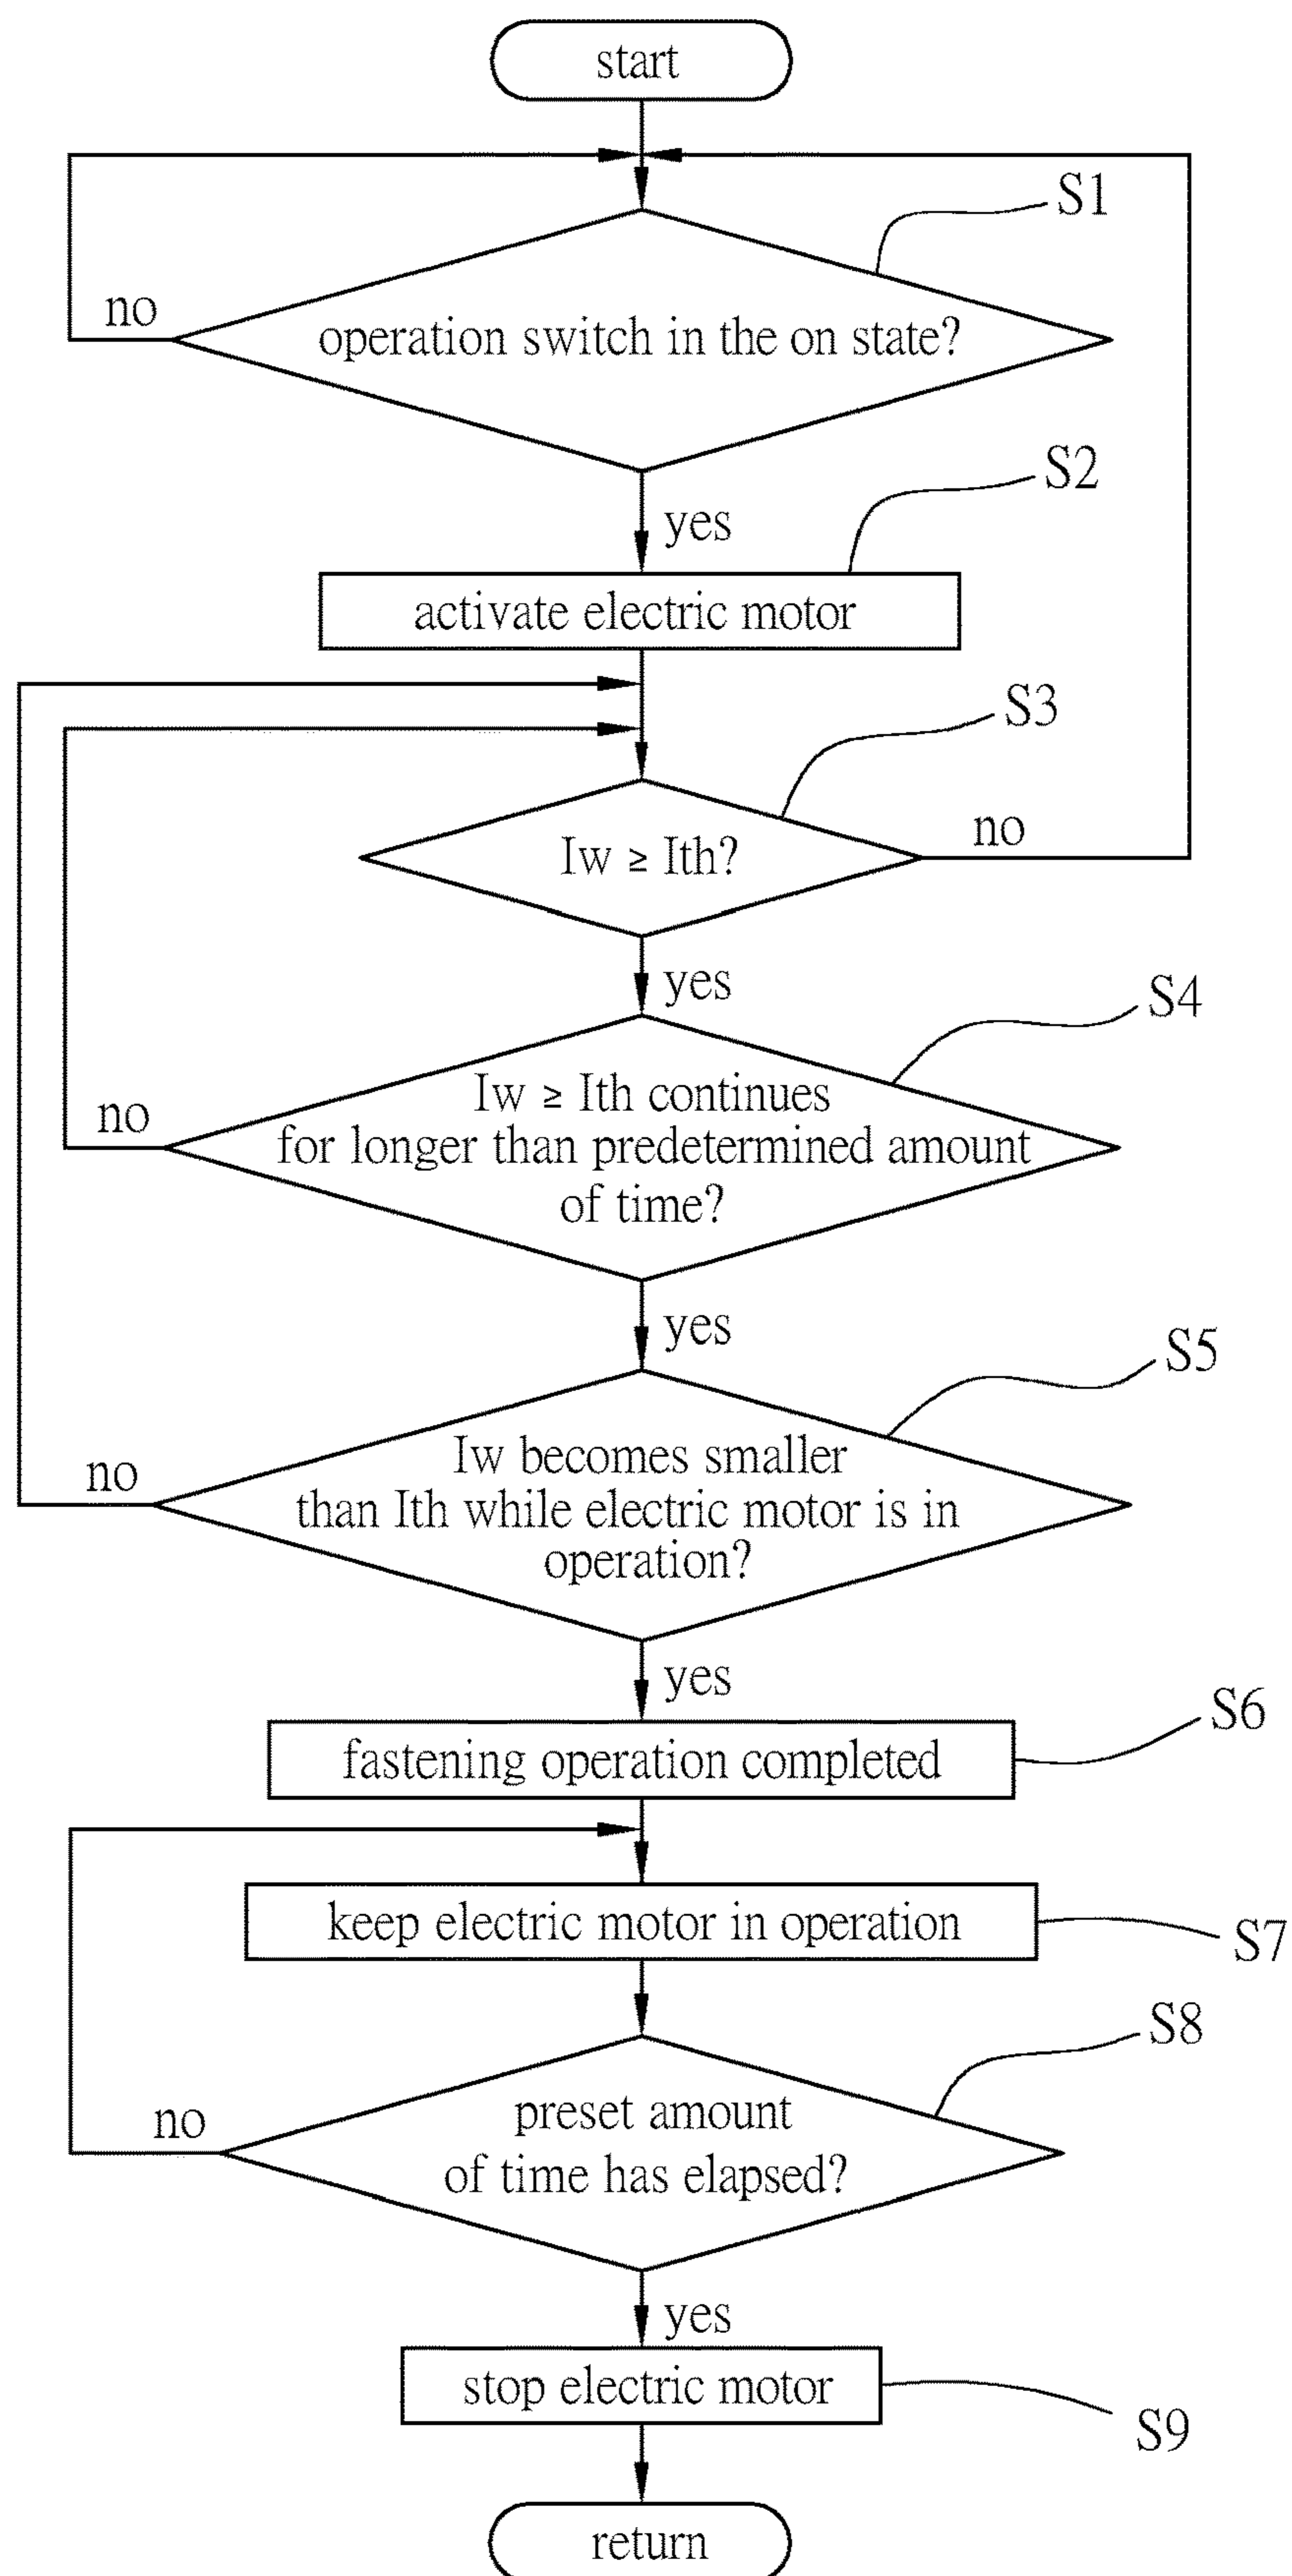 start
S1
no
operation switch in the on state?
S2
yes
activate electric motor
S3
no
Iw ≥ Ith?
yes
S4
Iw ≥ Ith continues
no
for longer than predetermined amount
of time?
yes
S5
Iw becomes smaller
no
than Ith while electric motor is in
operation?
yes
S6
fastening operation completed
keep electric motor in operation
S7
S8
preset amount
no
of time has elapsed?
yes
stop electric motor
S9
return